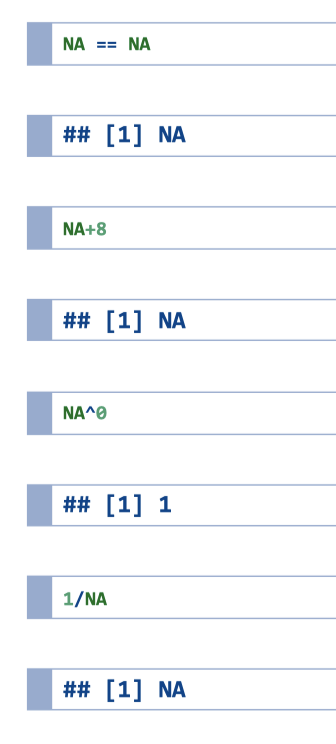 NA == NA
## [1] NA
NA+8
## [1] NA
NA^0
## [1] 1
1/NA
## [1] NA